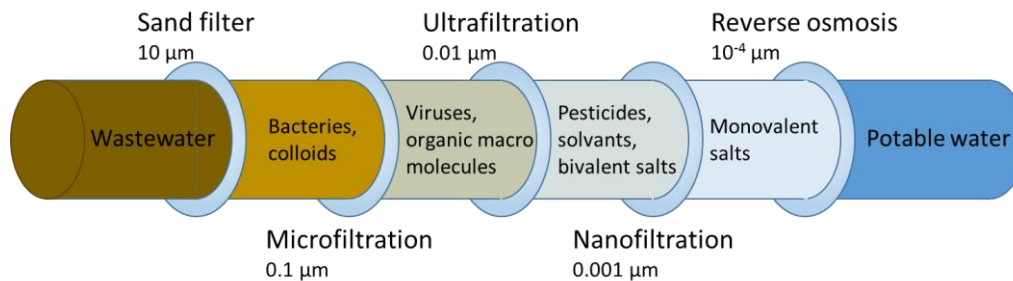 Sand filter
10 µm
Ultrafiltration
0.01 µm
Reverse osmosis
10⁻⁴ µm
Wastewater
Bacteries,
colloids
Viruses,
organic macro
molecules
Pesticides,
solvants,
bivalent salts
Monovalent
salts
Potable water
Microfiltration
0.1 µm
Nanofiltration
0.001 µm